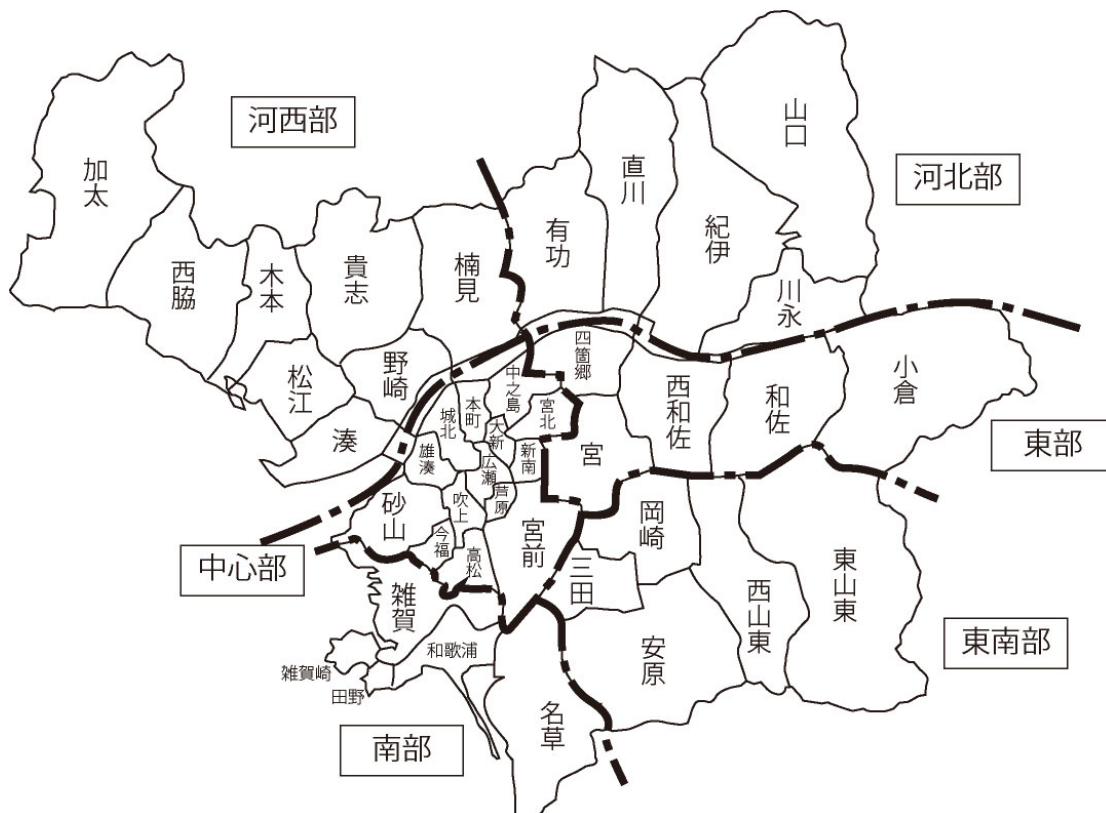 河西部
山口
加太
直川
河北部
有功
紀伊
楠見
貴志
西脇
木本
川永
四箇郷
野崎
中之島
小倉
松江
西和佐
和佐
宮北
本町
城北
大新
湊
東部
雄湊
広瀬
新南
宮
芦原
吹上
砂山
岡崎
宮前
今福
高松
中心部
三田
東山東
雑賀
西山東
東南部
安原
和歌浦
雑賀崎
田野
名草
南部